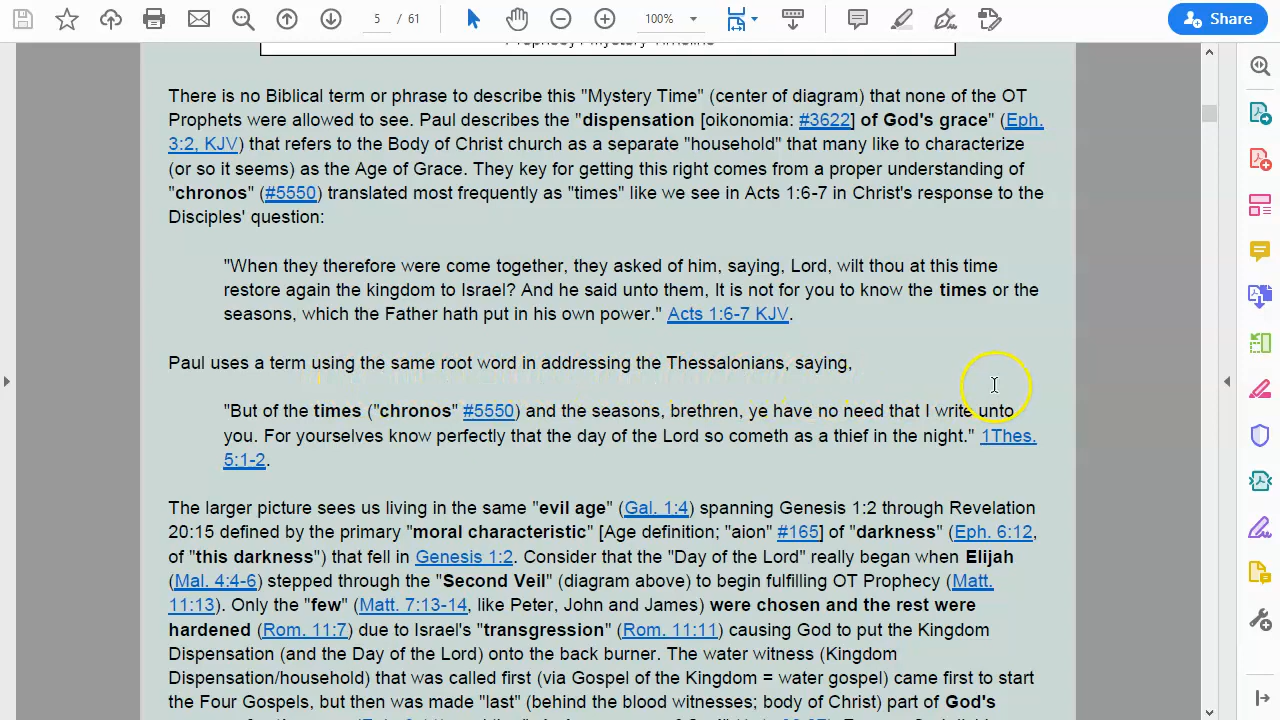 5 / 61
100%
Share
Prophecy Mystery Timeline
There is no Biblical term or phrase to describe this "Mystery Time" (center of diagram) that none of the OT
Prophets were allowed to see. Paul describes the "dispensation [oikonomia: #3622] of God's grace" (Eph.
3:2, KJV) that refers to the Body of Christ church as a separate "household" that many like to characterize
(or so it seems) as the Age of Grace. They key for getting this right comes from a proper understanding of
"chronos" (#5550) translated most frequently as "times" like we see in Acts 1:6-7 in Christ's response to the
Disciples' question:
"When they therefore were come together, they asked of him, saying, Lord, wilt thou at this time
restore again the kingdom to Israel? And he said unto them, It is not for you to know the times or the
seasons, which the Father hath put in his own power." Acts 1:6-7 KJV.
Paul uses a term using the same root word in addressing the Thessalonians, saying,
"But of the times ("chronos" #5550) and the seasons, brethren, ye have no need that I write unto
you. For yourselves know perfectly that the day of the Lord so cometh as a thief in the night." 1Thes.
5:1-2.
The larger picture sees us living in the same "evil age" (Gal. 1:4) spanning Genesis 1:2 through Revelation
20:15 defined by the primary "moral characteristic" [Age definition; "aion" #165] of "darkness" (Eph. 6:12,
of "this darkness") that fell in Genesis 1:2. Consider that the "Day of the Lord" really began when Elijah
(Mal. 4:4-6) stepped through the "Second Veil" (diagram above) to begin fulfilling OT Prophecy (Matt.
11:13). Only the "few" (Matt. 7:13-14, like Peter, John and James) were chosen and the rest were
hardened (Rom. 11:7) due to Israel's "transgression" (Rom. 11:11) causing God to put the Kingdom
Dispensation (and the Day of the Lord) onto the back burner. The water witness (Kingdom
Dispensation/household) that was called first (via Gospel of the Kingdom = water gospel) came first to start
the Four Gospels, but then was made "last" (behind the blood witnesses; body of Christ) part of God's